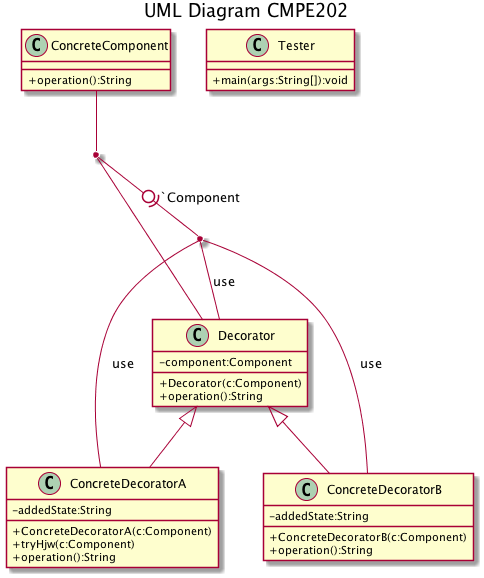 UML Diagram CMPE202
C ConcreteComponent
+operation():String
C Tester
+main(args:String[]):void
`Component
use
use
use
C Decorator
-component:Component
+Decorator(c:Component)
+operation():String
C ConcreteDecoratorA
-addedState:String
+ConcreteDecoratorA(c:Component)
+tryHjw(c:Component)
+operation():String
C ConcreteDecoratorB
-addedState:String
+ConcreteDecoratorB(c:Component)
+operation():String